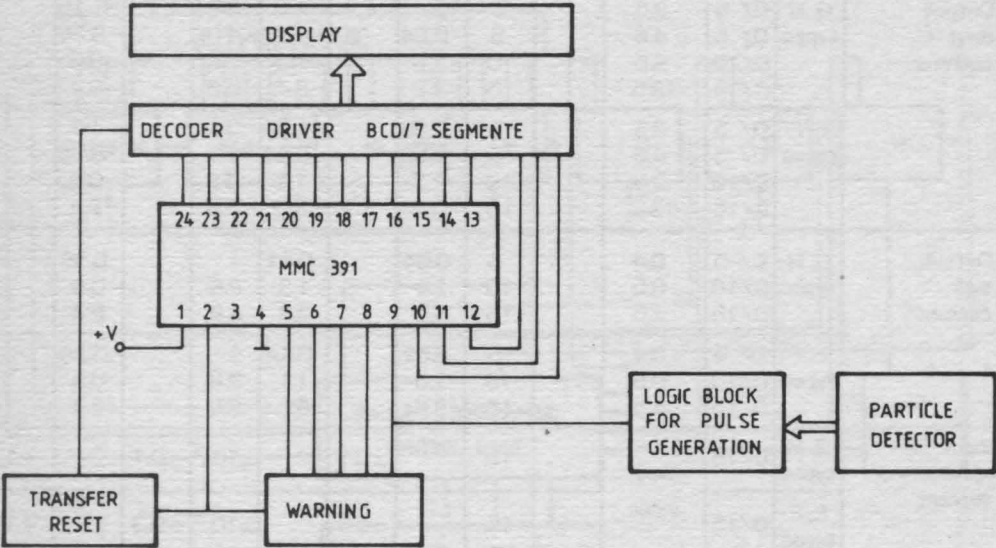 DISPLAY
DECODER DRIVER BCD/7 SEGMENTE
24 23 22 21 20 19 18 17 16 15 14 13
MMC 391
1 2 3 4 5 6 7 8 9 10 11 12
+V
LOGIC BLOCK
FOR PULSE
GENERATION
PARTICLE
DETECTOR
TRANSFER
RESET
WARNING